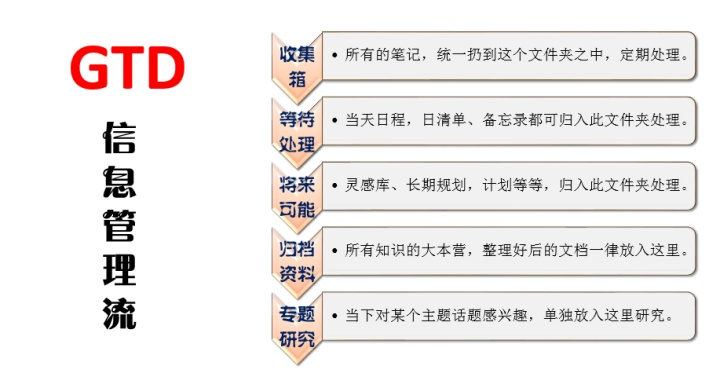 GTD
信
息
管
理
流
收集
箱
• 所有的笔记，统一扔到这个文件夹之中，定期处理。
等待
处理
• 当天日程，日清单、备忘录都可归入此文件夹处理。
将来
可能
• 灵感库、长期规划，计划等等，归入此文件夹处理。
归档
资料
• 所有知识的大本营，整理好后的文档一律放入这里。
专题
研究
• 当下对某个主题话题感兴趣，单独放入这里研究。